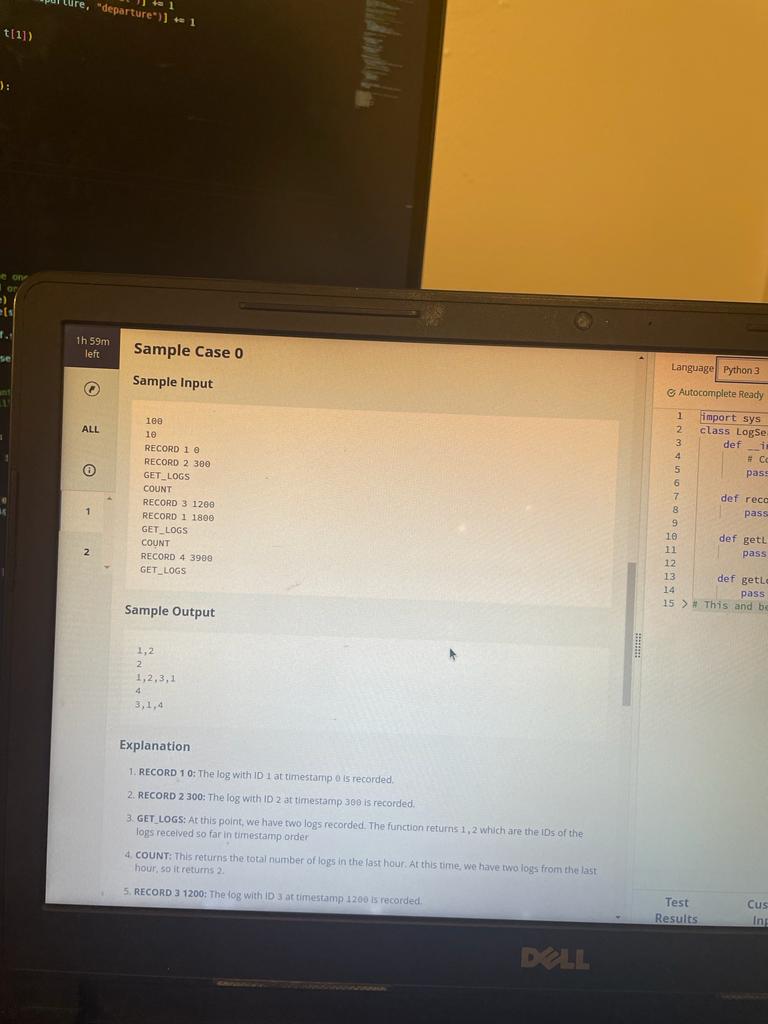 "departure")] += 1
t[1])
):
1h 59m
left
ALL
1
2
Sample Case 0
Sample Input
100
10
RECORD 1 0
RECORD 2 300
GET_LOGS
COUNT
RECORD 3 1200
RECORD 1 1800
GET_LOGS
COUNT
RECORD 4 3900
GET_LOGS
Sample Output
1,2
2
1,2,3,1
4
3,1,4
Explanation
1. RECORD 1 0: The log with ID 1 at timestamp 0 is recorded.
2. RECORD 2 300: The log with ID 2 at timestamp 300 is recorded.
3. GET_LOGS: At this point, we have two logs recorded. The function returns 1,2 which are the IDs of the
logs received so far in timestamp order
4. COUNT: This returns the total number of logs in the last hour. At this time, we have two logs from the last
hour, so it returns 2.
5. RECORD 3 1200: The log with ID 3 at timestamp 1200 is recorded.
Language Python 3
Autocomplete Ready
1 import sys
2 class LogSe
3 def __i
4 # Co
5 pass
6
7 def reco
8 pass
9
10 def getL
11 pass
12
13 def getLo
14 pass
15 > # This and be
Test
Results
Cus
Inp
DELL